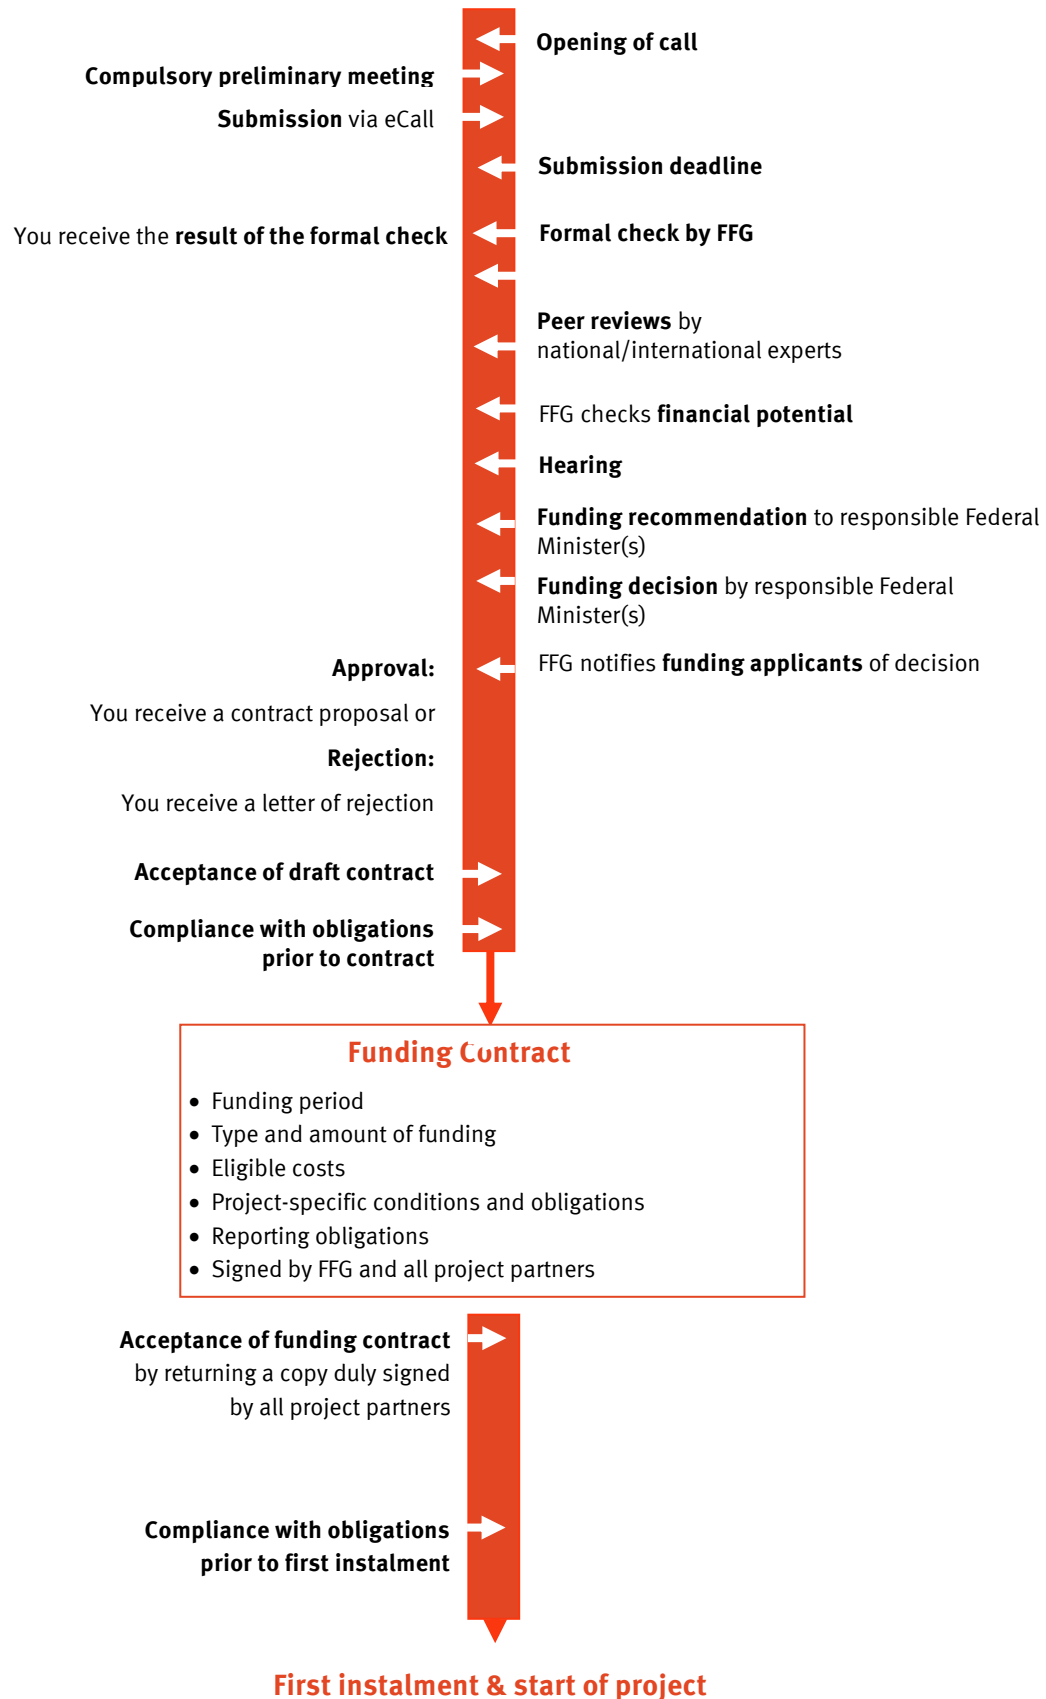 Opening of call
Compulsory preliminary meeting
Submission via eCall
Submission deadline
You receive the result of the formal check
Formal check by FFG
Peer reviews by
national/international experts
FFG checks financial potential
Hearing
Funding recommendation to responsible Federal
Minister(s)
Funding decision by responsible Federal
Minister(s)
FFG notifies funding applicants of decision
Approval:
You receive a contract proposal or
Rejection:
You receive a letter of rejection
Acceptance of draft contract
Compliance with obligations
prior to contract
Funding Contract
• Funding period
• Type and amount of funding
• Eligible costs
• Project-specific conditions and obligations
• Reporting obligations
• Signed by FFG and all project partners
Acceptance of funding contract
by returning a copy duly signed
by all project partners
Compliance with obligations
prior to first instalment
First instalment & start of project